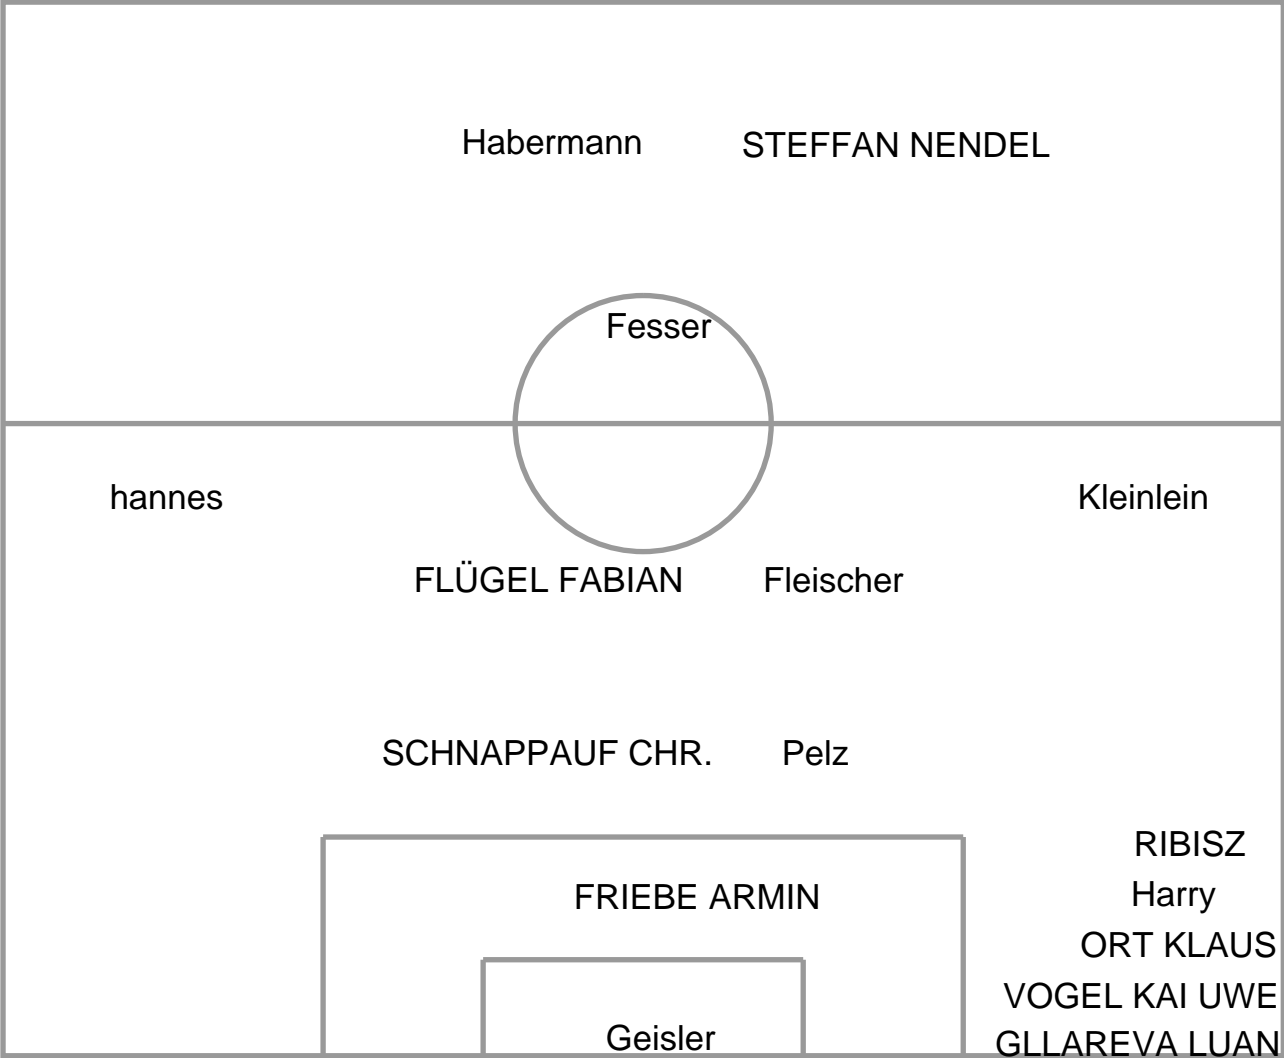 Habermann STEFFAN NENDEL
Fesser
hannes Kleinlein
FLÜGEL FABIAN Fleischer
SCHNAPPAUF CHR. Pelz
RIBISZ
FRIEBE ARMIN Harry
ORT KLAUS
VOGEL KAI UWE
Geisler GLLAREVA LUAN